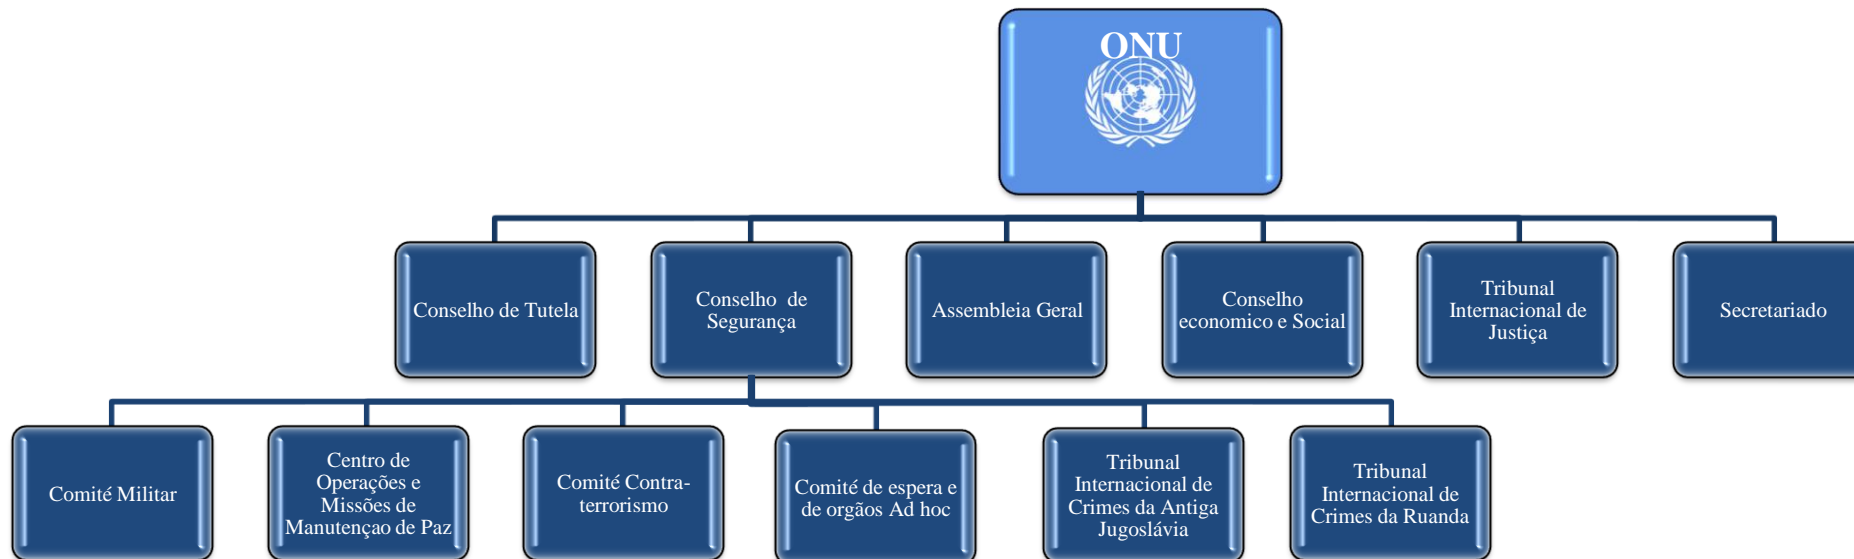 ONU
Conselho de Tutela
Conselho de
Segurança
Assembleia Geral
Conselho
economico e Social
Tribunal
Internacional de
Justiça
Secretariado
Comité Militar
Centro de
Operações e
Missões de
Manutençao de Paz
Comité Contra-
terrorismo
Comité de espera e
de orgãos Ad hoc
Tribunal
Internacional de
Crimes da Antiga
Jugoslávia
Tribunal
Internacional de
Crimes da Ruanda